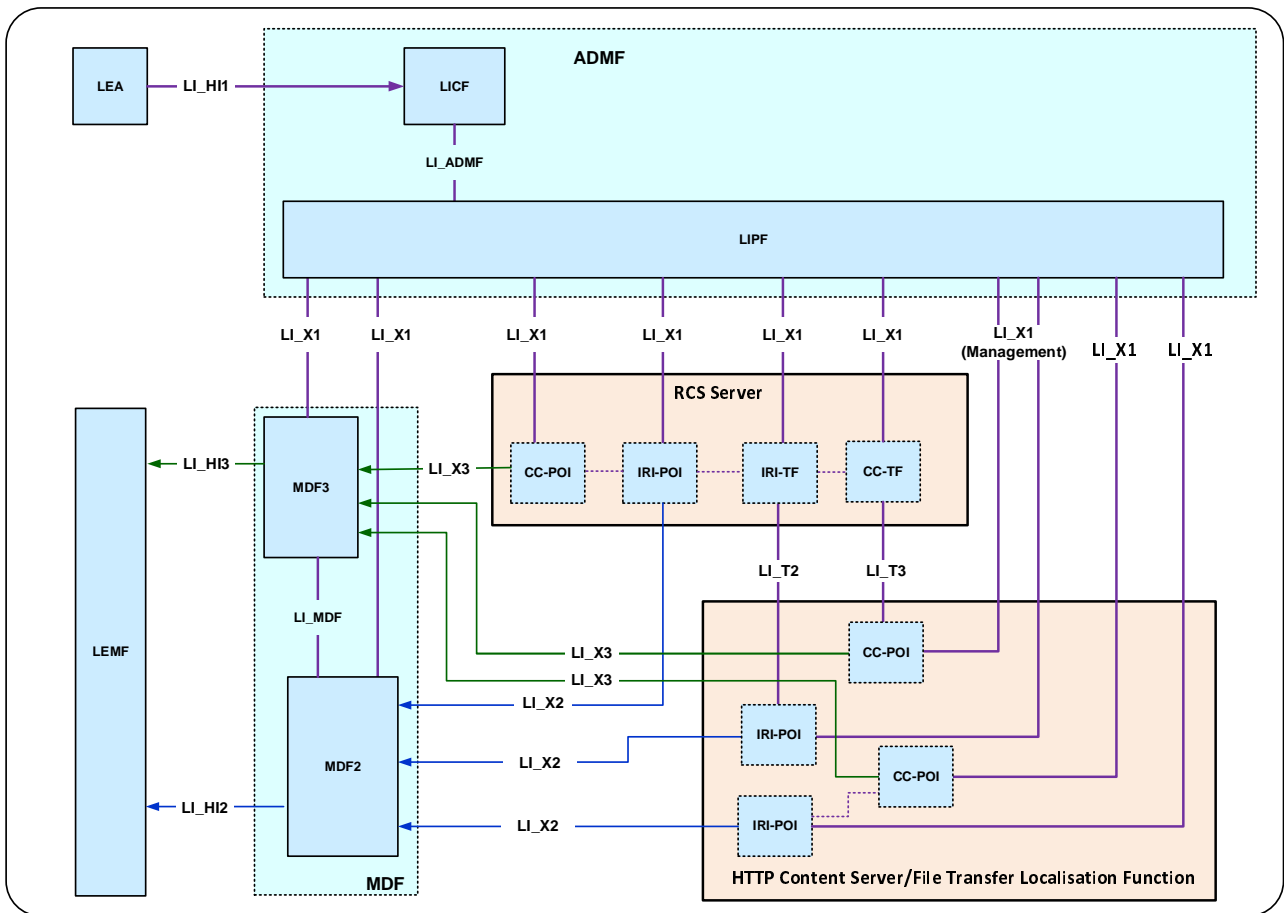 ADMF
LEA
LI_HI1
LICF
LI_ADMF
LIPF
LI_X1
LI_X1
LI_X1
LI_X1
LI_X1
LI_X1
LI_X1
(Management)
LI_X1
LI_X1
RCS Server
LI_HI3
MDF3
LI_X3
CC-POI
IRI-POI
IRI-TF
CC-TF
LI_T2
LI_T3
LI_MDF
LEMF
LI_X3
CC-POI
LI_X3
LI_X2
IRI-POI
LI_X2
MDF2
CC-POI
LI_HI2
LI_X2
IRI-POI
MDF
HTTP Content Server/File Transfer Localisation Function